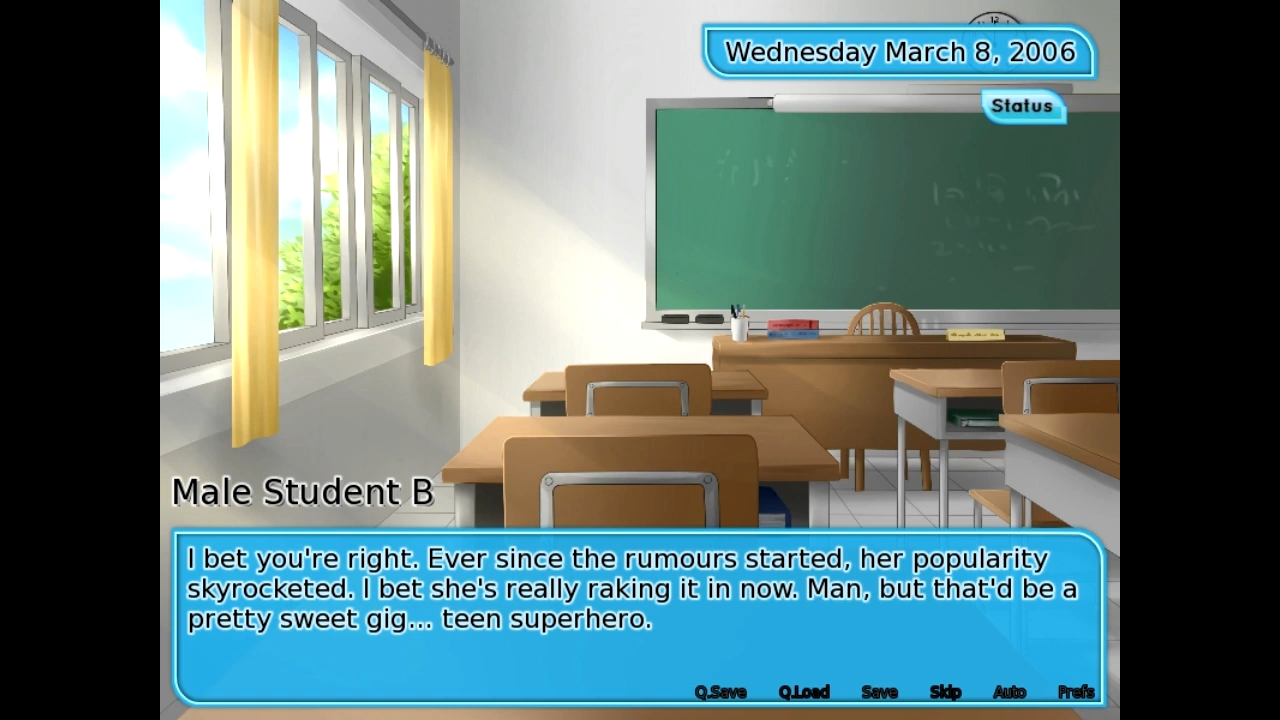 Wednesday March 8, 2006
Status
Male Student B
I bet you're right. Ever since the rumours started, her popularity
skyrocketed. I bet she's really raking it in now. Man, but that'd be a
pretty sweet gig... teen superhero.
Q.Save Q.Load Save Skip Auto Prefs